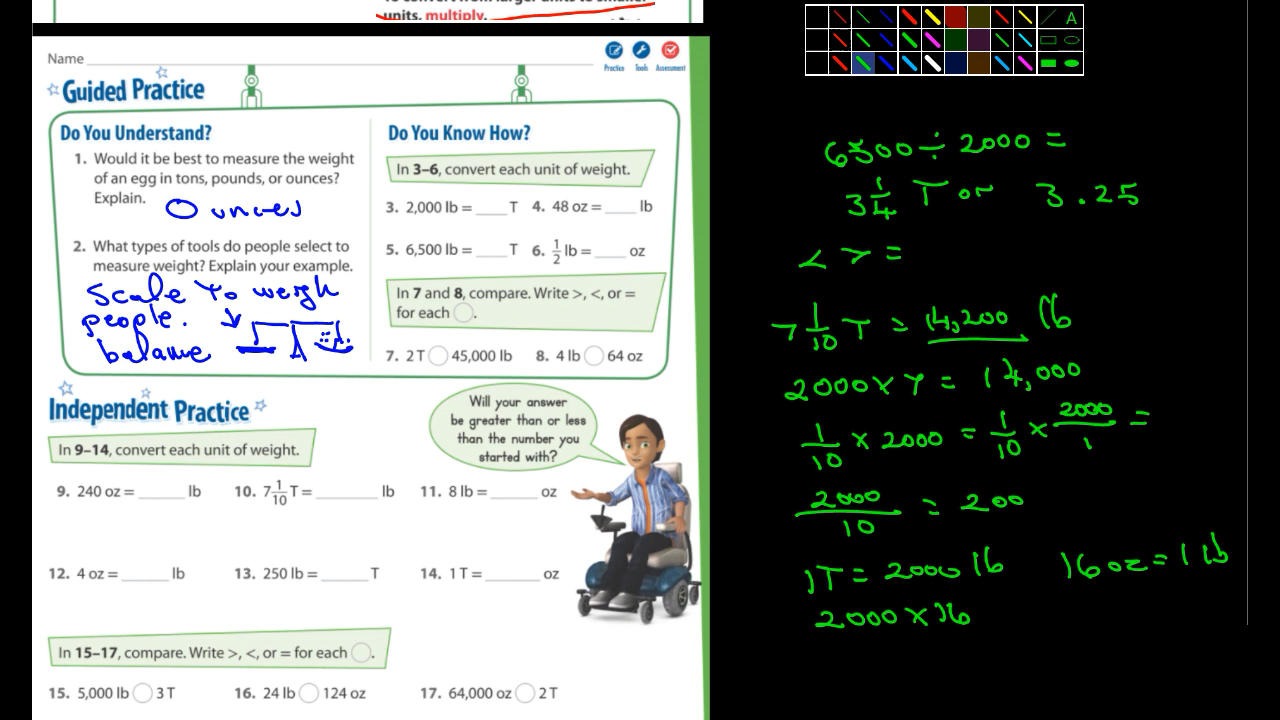 to convert from larger units to smaller
units, multiply.
Name
Practice Tools Assessment
Guided Practice
Do You Understand?
1. Would it be best to measure the weight
of an egg in tons, pounds, or ounces?
Explain.
Ounces
2. What types of tools do people select to
measure weight? Explain your example.
Scale to weigh
people.
balance
Do You Know How?
In 3–6, convert each unit of weight.
3. 2,000 lb = ____ T 4. 48 oz = ____ lb
5. 6,500 lb = ____ T 6. 1/2 lb = ____ oz
In 7 and 8, compare. Write >, <, or =
for each ◯.
7. 2 T ◯ 45,000 lb 8. 4 lb ◯ 64 oz
Independent Practice
Will your answer
be greater than or less
than the number you
started with?
In 9–14, convert each unit of weight.
9. 240 oz = ______ lb 10. 7 1/10 T = ________ lb 11. 8 lb = ______ oz
12. 4 oz = ______ lb 13. 250 lb = ______ T 14. 1 T = ________ oz
In 15–17, compare. Write >, <, or = for each ◯.
15. 5,000 lb ◯ 3 T 16. 24 lb ◯ 124 oz 17. 64,000 oz ◯ 2 T
A
6500 ÷ 2000 =
3 1/4 T or 3.25
< > =
7 1/10 T = 14,200 lb
2000 x 7 = 14,000
1/10 x 2000 = 1/10 x 2000/1 =
2000/10 = 200
1T = 2000 lb 16 oz = 1 lb
2000 x 16